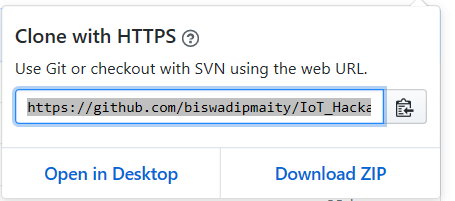 Clone with HTTPS
Use Git or checkout with SVN using the web URL.
https://github.com/biswadipmaity/IoT_Hacka
Open in Desktop Download ZIP